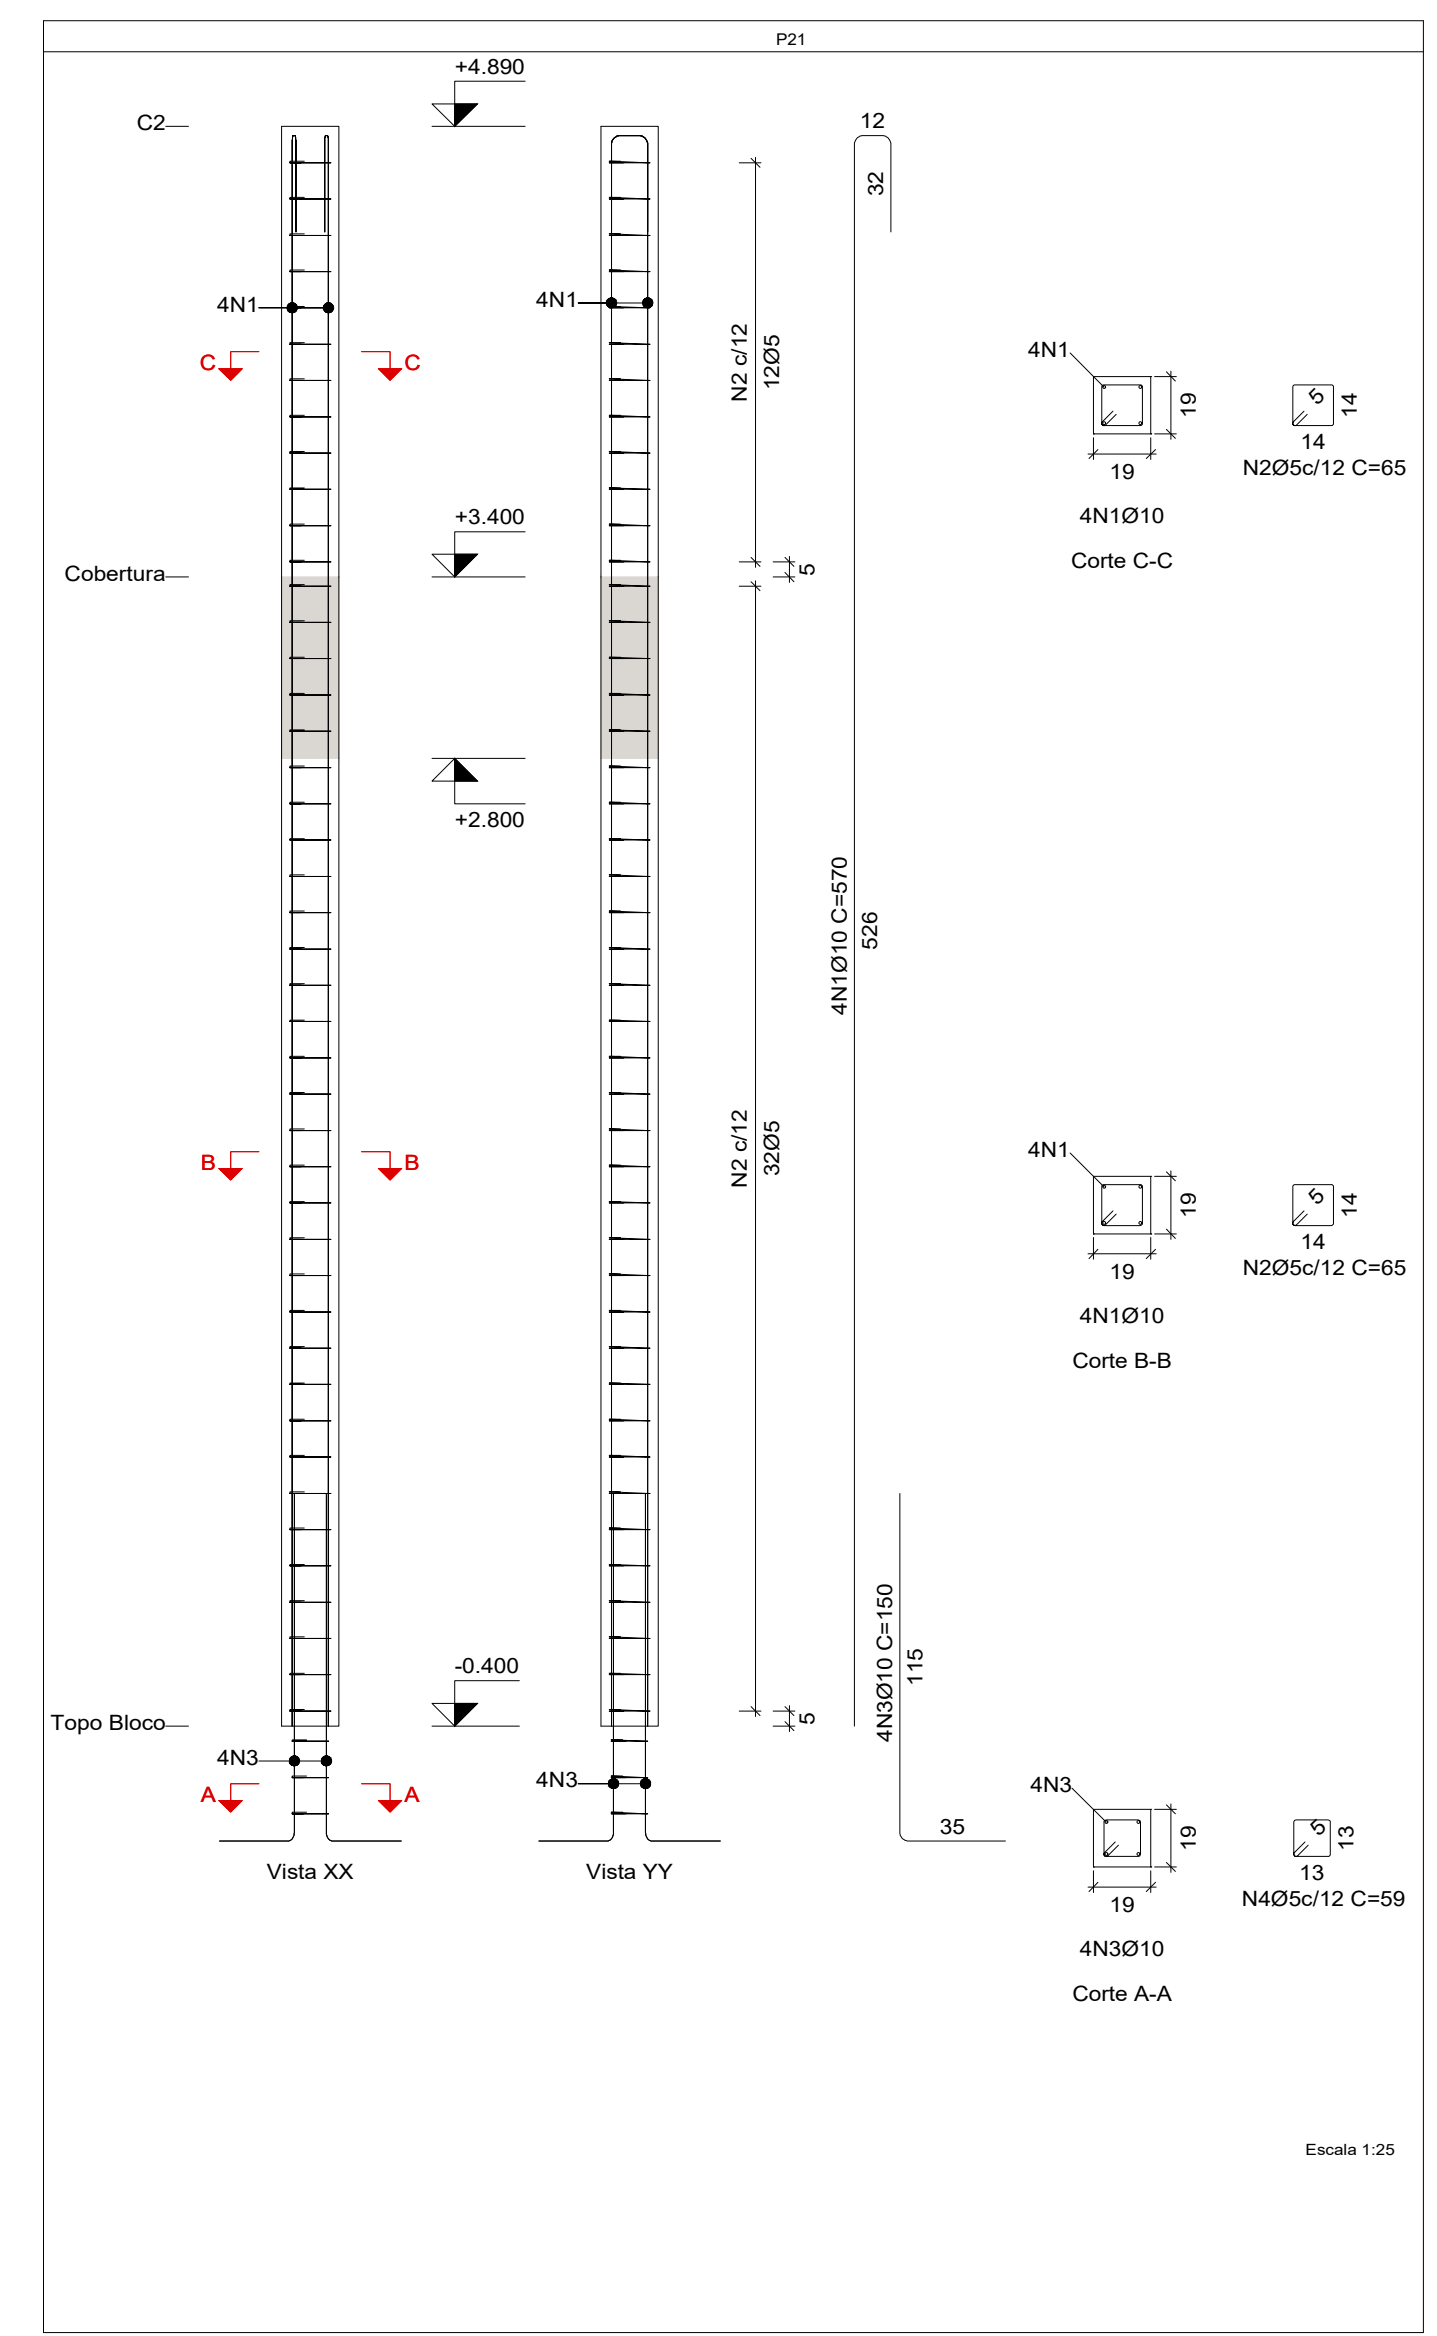 P21
+4.890
C2
12
32
4N1
4N1
N2 c/12
12Ø5
C
C
4N1
19
19
4N1Ø10
Corte C-C
5
14
14
N2Ø5c/12 C=65
+3.400
Cobertura
5
+2.800
4N1Ø10 C=570
526
N2 c/12
32Ø5
B
B
4N1
19
19
4N1Ø10
Corte B-B
5
14
14
N2Ø5c/12 C=65
4N3Ø10 C=150
115
-0.400
Topo Bloco
5
4N3
4N3
A
A
35
Vista XX
Vista YY
4N3
19
19
4N3Ø10
Corte A-A
5
13
13
N4Ø5c/12 C=59
Escala 1:25